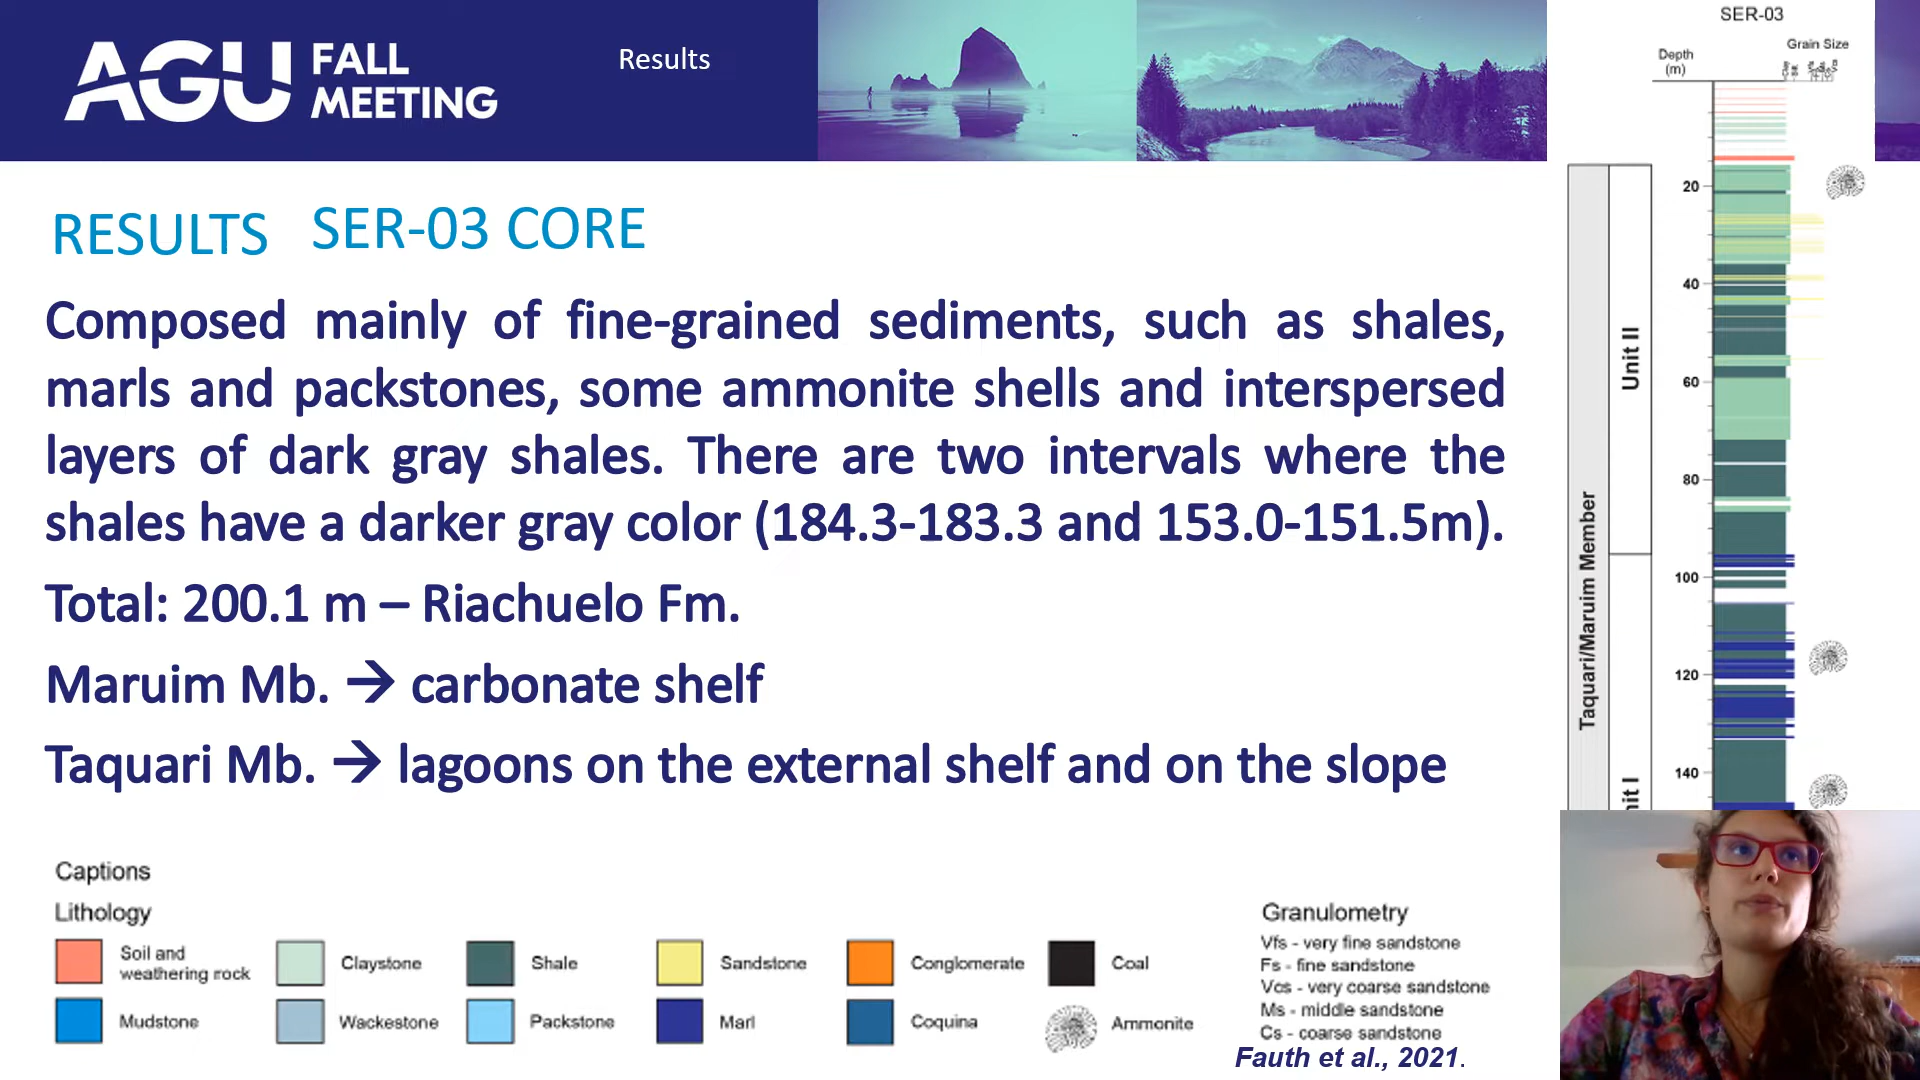 AGU FALL
MEETING
Results
SER-03
Depth
(m)
Grain Size
RESULTS SER-03 CORE
Composed mainly of fine-grained sediments, such as shales,
marls and packstones, some ammonite shells and interspersed
layers of dark gray shales. There are two intervals where the
shales have a darker gray color (184.3-183.3 and 153.0-151.5m).
Total: 200.1 m – Riachuelo Fm.
Maruim Mb. → carbonate shelf
Taquari Mb. → lagoons on the external shelf and on the slope
Taquari/Maruim Member
Unit II
20
40
60
80
100
120
140
Captions
Lithology
Soil and
weathering rock
Claystone
Shale
Sandstone
Conglomerate
Coal
Mudstone
Wackestone
Packstone
Marl
Coquina
Ammonite
Granulometry
Vfs - very fine sandstone
Fs - fine sandstone
Vcs - very coarse sandstone
Ms - middle sandstone
Cs - coarse sandstone
Fauth et al., 2021.